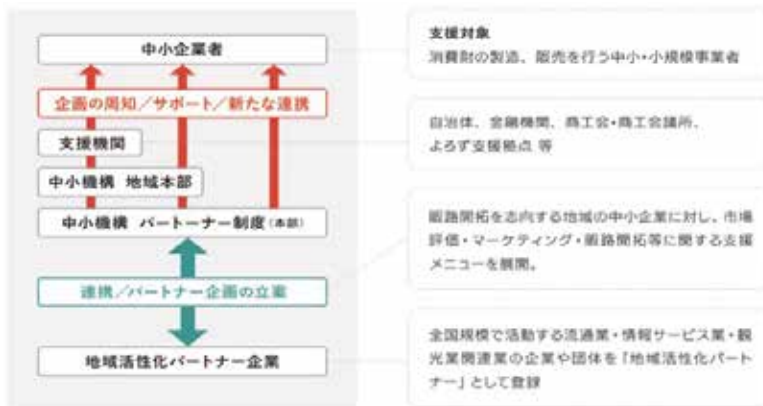 中小企業者
企画の周知/サポート/新たな連携
支援機関
中小機構 地域本部
中小機構 パートーナー制度(本部)
連携/パートナー企画の立案
地域活性化パートナー企業
支援対象
消費財の製造、販売を行う中小・小規模事業者
自治体、金融機関、商工会・商工会議所、
よろず支援拠点 等
販路開拓を志向する地域の中小企業に対し、市場
評価・マーケティング・販路開拓等に関する支援
メニューを展開。
全国規模で活動する流通業・情報サービス業・観
光業関連業の企業や団体を「地域活性化パート
ナー」として登録